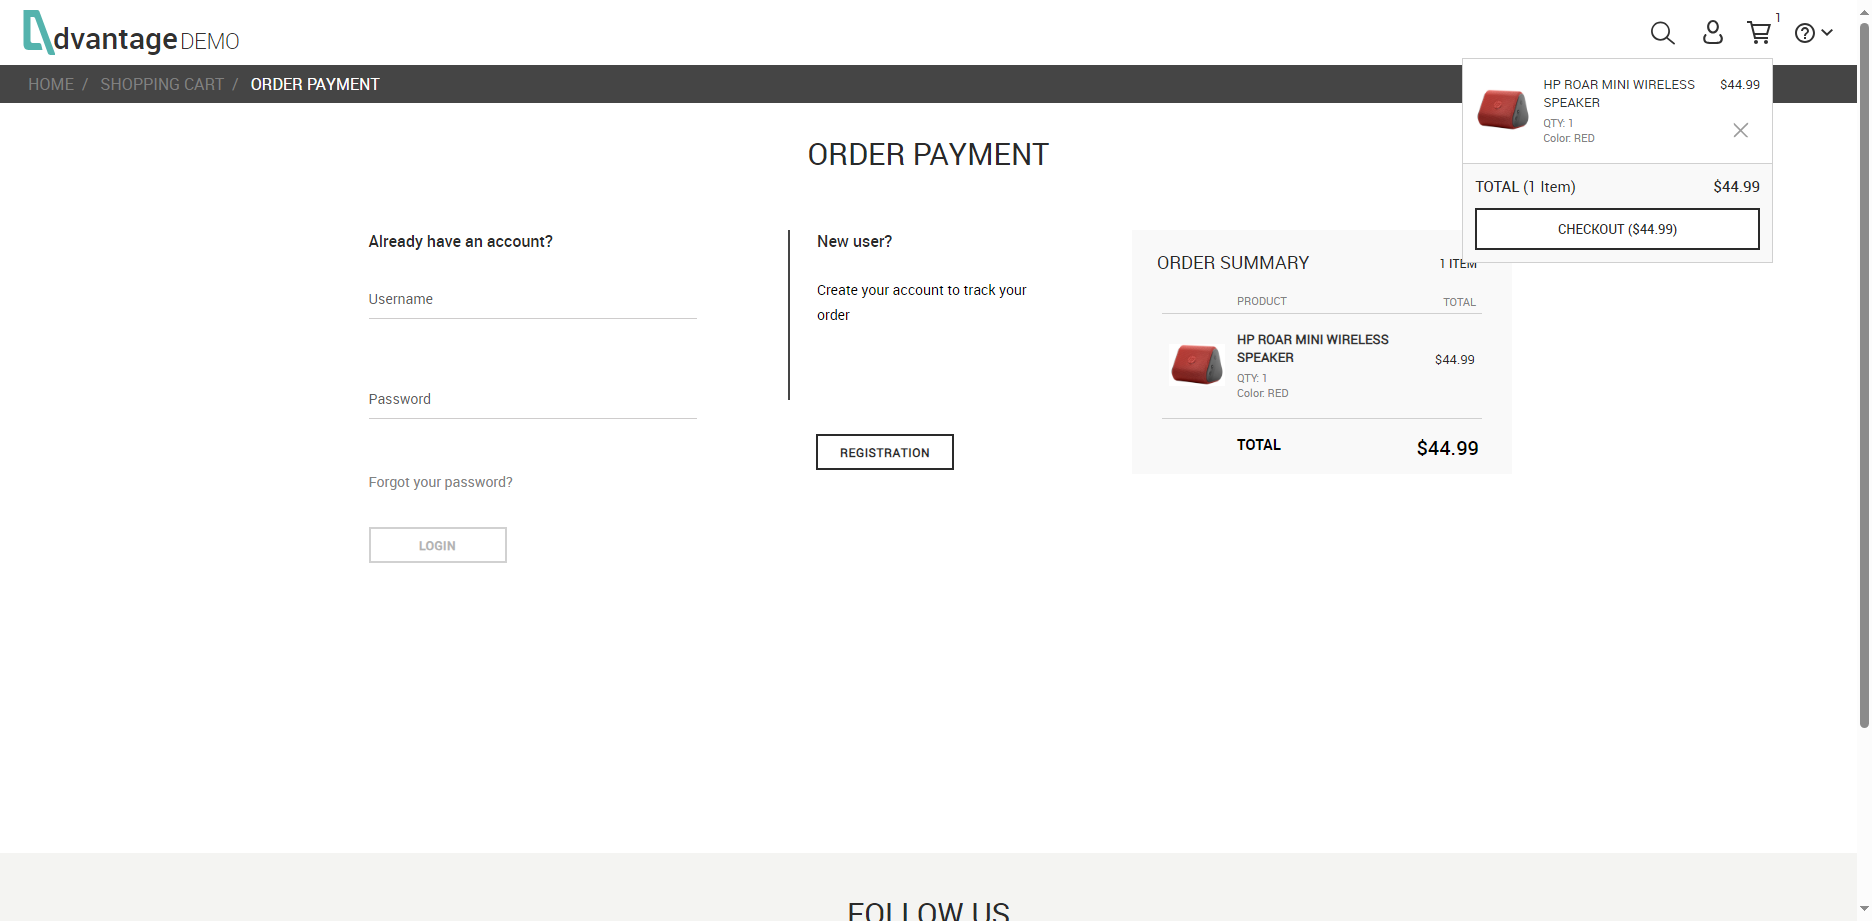 dvantage DEMO
1
HOME / SHOPPING CART / ORDER PAYMENT
HP ROAR MINI WIRELESS SPEAKER
$44.99
QTY: 1
Color: RED
TOTAL (1 Item) $44.99
CHECKOUT ($44.99)
ORDER PAYMENT
Already have an account?
Username
Password
Forgot your password?
LOGIN
New user?
Create your account to track your
order
REGISTRATION
ORDER SUMMARY 1 ITEM
PRODUCT TOTAL
HP ROAR MINI WIRELESS
SPEAKER
$44.99
QTY: 1
Color: RED
TOTAL $44.99
FOLLOW US